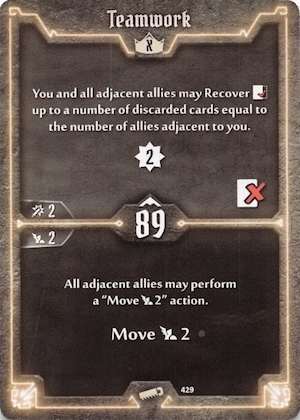 Teamwork
X
You and all adjacent allies may Recover
up to a number of discarded cards equal to
the number of allies adjacent to you.
2
2
89
2
All adjacent allies may perform
a “Move 2” action.
Move 2
429